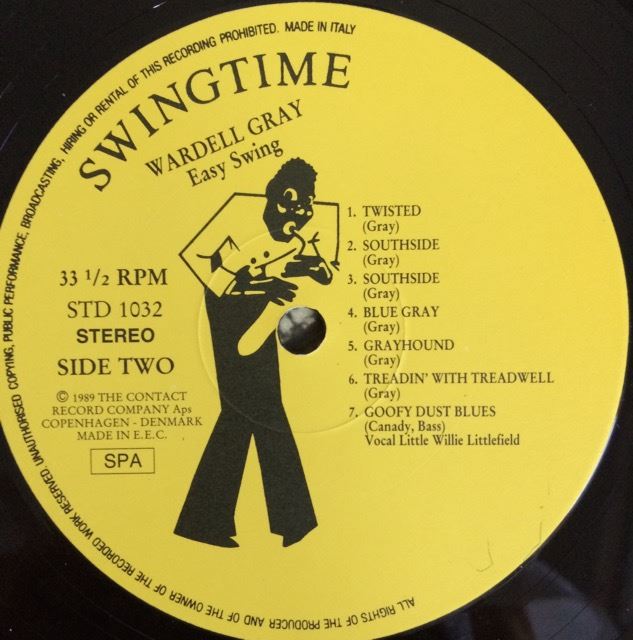 UNAUTHORISED COPYING, PUBLIC PERFORMANCE, BROADCASTING, HIRING OR RENTAL OF THIS RECORDING PROHIBITED. MADE IN ITALY
SWINGTIME
WARDELL GRAY
Easy Swing
33 1/2 RPM
STD 1032
STEREO
SIDE TWO
© 1989 THE CONTACT
RECORD COMPANY Aps
COPENHAGEN - DENMARK
MADE IN E.E.C.
SPA
1. TWISTED
(Gray)
2. SOUTHSIDE
(Gray)
3. SOUTHSIDE
(Gray)
4. BLUE GRAY
(Gray)
5. GRAYHOUND
(Gray)
6. TREADIN' WITH TREADWELL
(Gray)
7. GOOFY DUST BLUES
(Canady, Bass)
Vocal Little Willie Littlefield
ALL RIGHTS OF THE PRODUCER AND OF THE OWNER OF THE RECORDED WORK RESERVED.